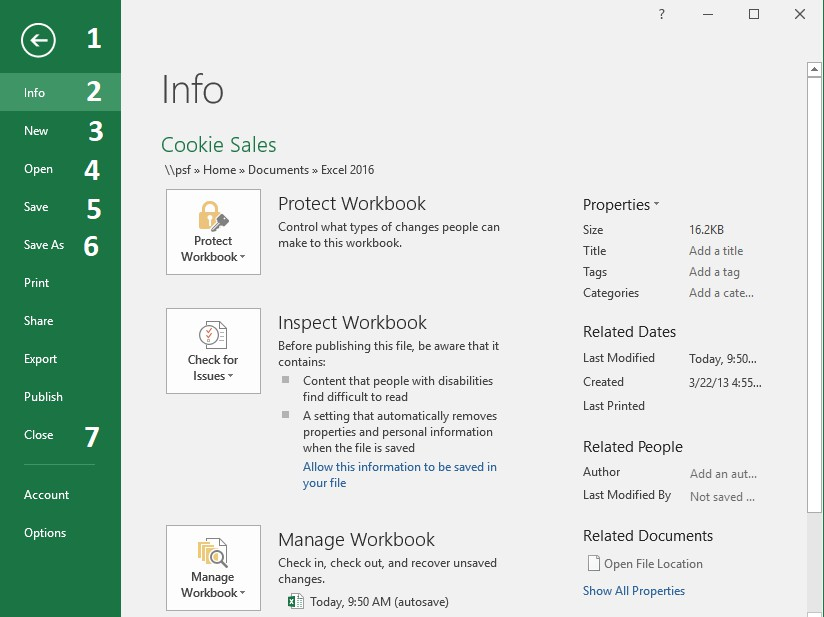 ?
1
Info 2
New 3
Open 4
Save 5
Save As 6
Print
Share
Export
Publish
Close 7
Account
Options
Info
Cookie Sales
\\psf » Home » Documents » Excel 2016
Protect
Workbook
Protect Workbook
Control what types of changes people can
make to this workbook.
Check for
Issues
Inspect Workbook
Before publishing this file, be aware that it
contains:
Content that people with disabilities
find difficult to read
A setting that automatically removes
properties and personal information
when the file is saved
Allow this information to be saved in
your file
Manage
Workbook
Manage Workbook
Check in, check out, and recover unsaved
changes.
Today, 9:50 AM (autosave)
Properties
Size 16.2KB
Title Add a title
Tags Add a tag
Categories Add a cate...
Related Dates
Last Modified Today, 9:50...
Created 3/22/13 4:55...
Last Printed
Related People
Author Add an aut...
Last Modified By Not saved ...
Related Documents
Open File Location
Show All Properties